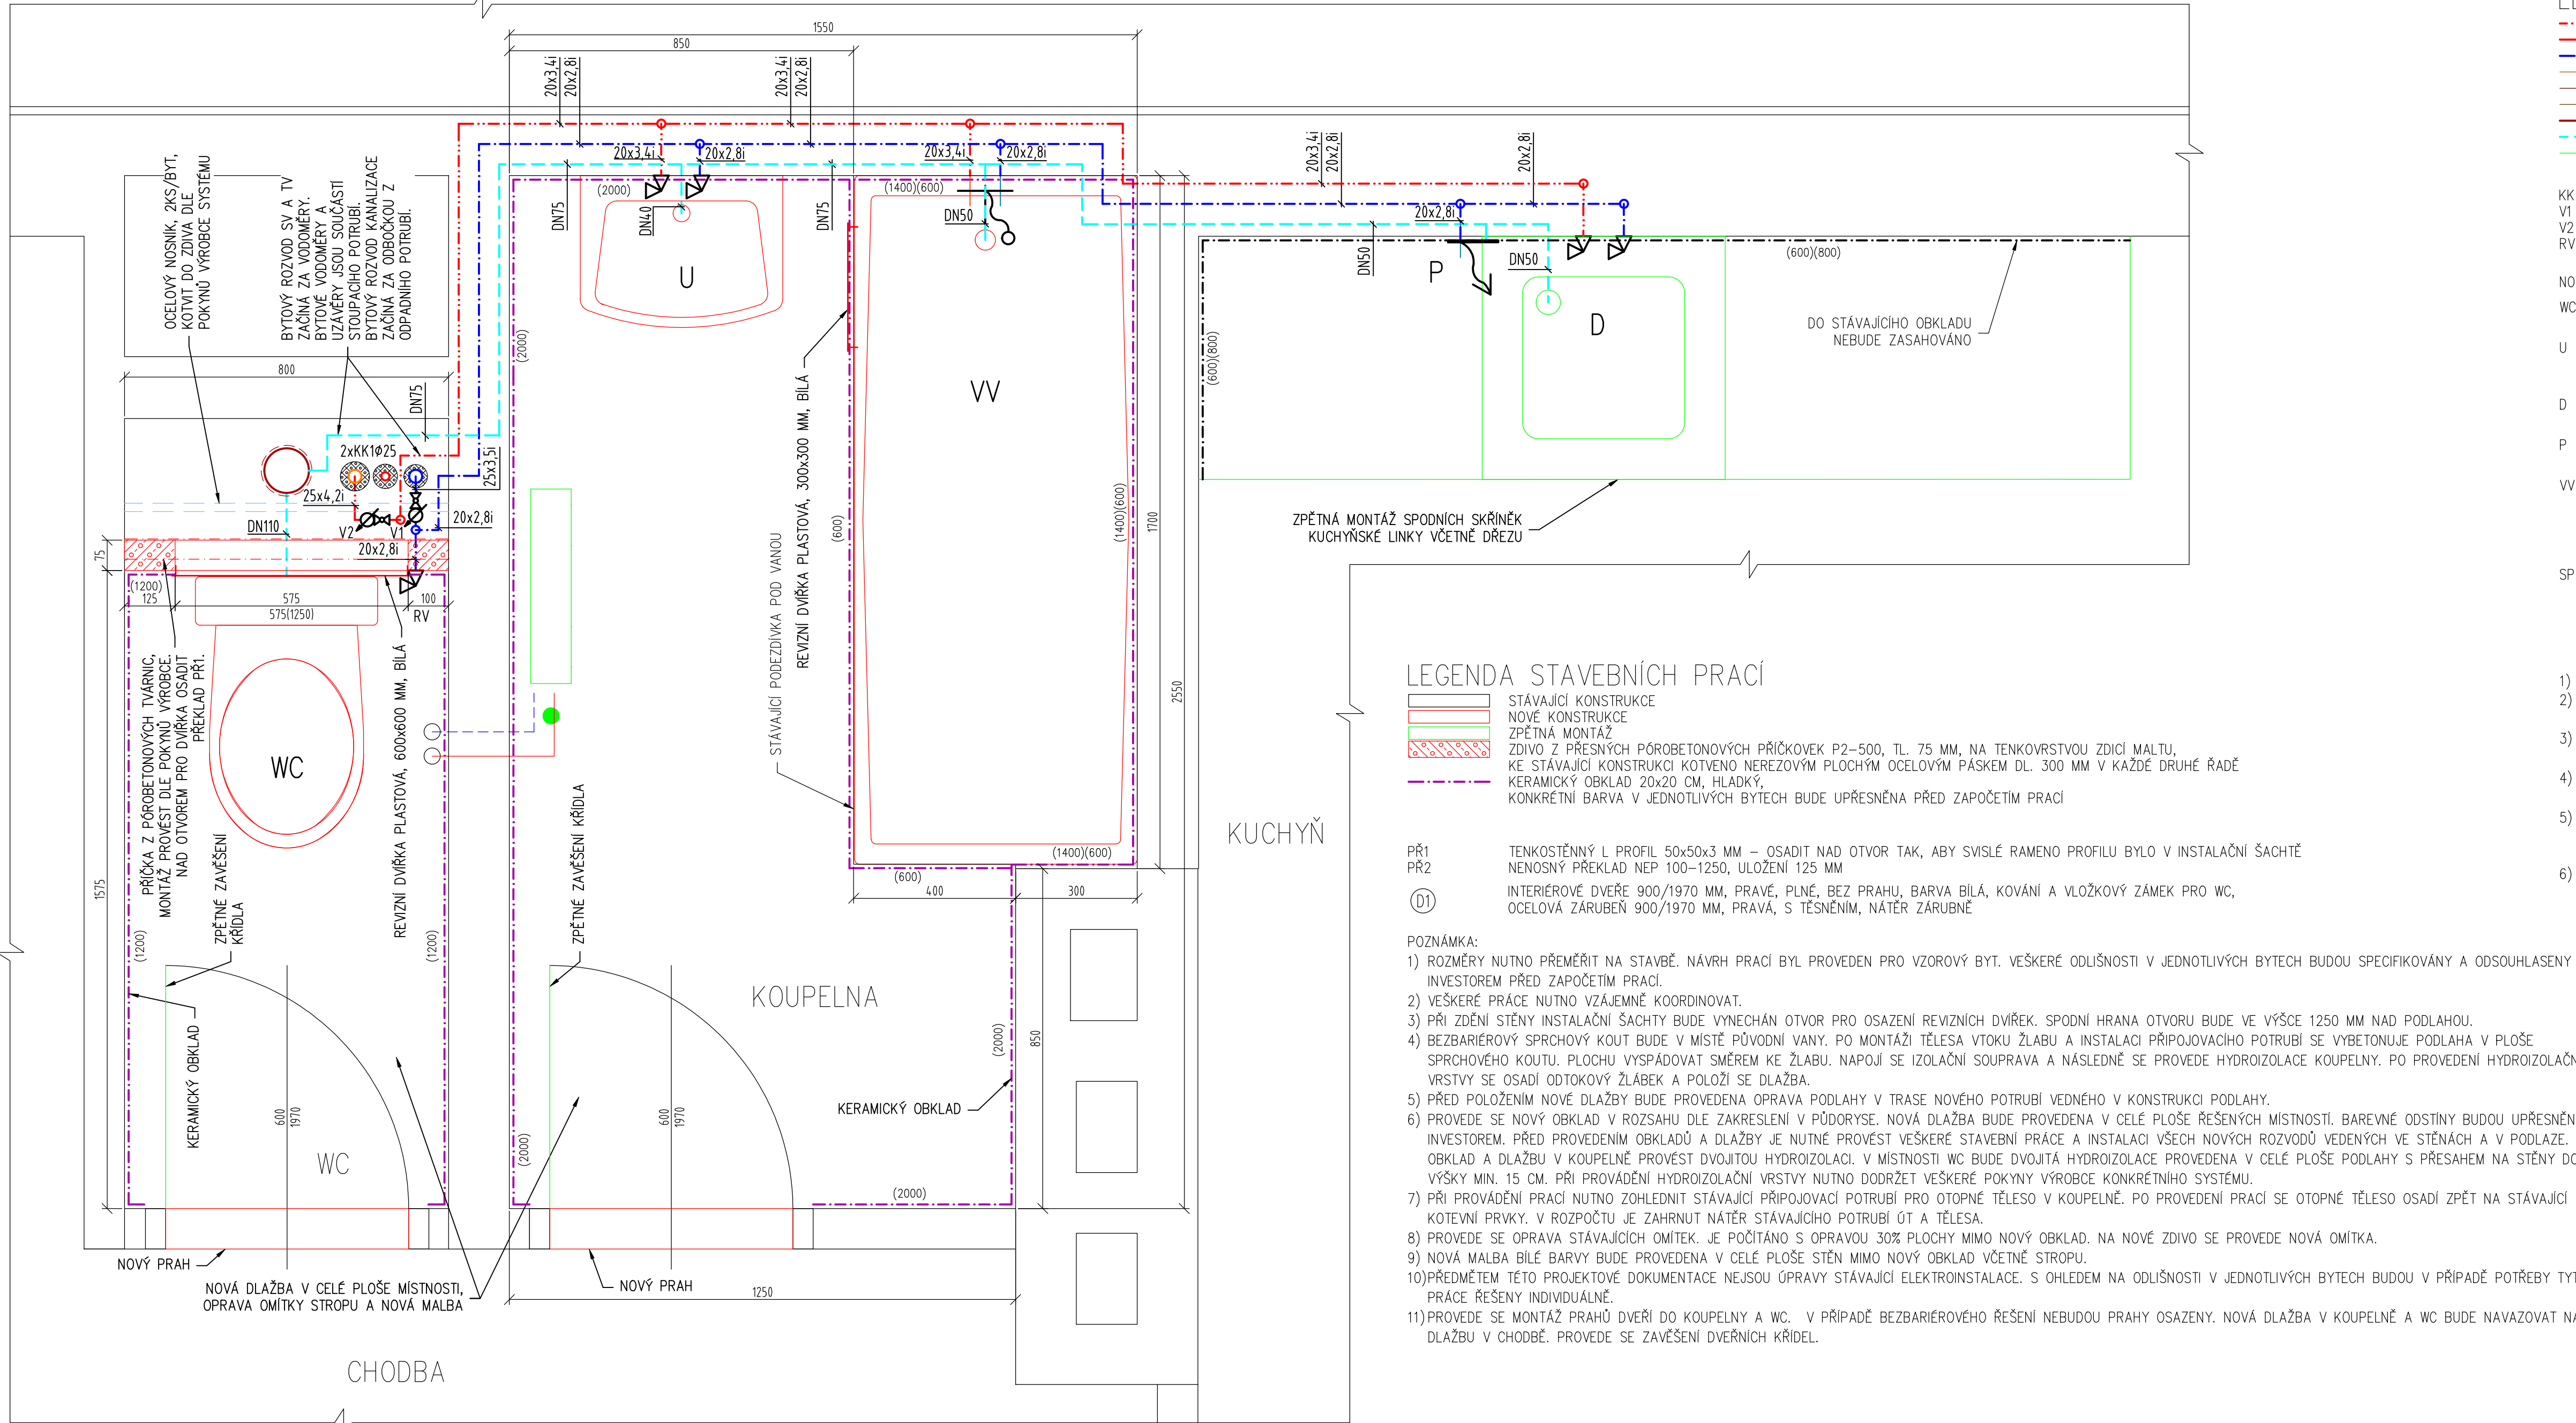 1550
850
20x3,4i
20x2,8i
20x3,4i
20x2,8i
20x3,4i
20x2,8i
20x2,8i
20x3,4i
20x2,8i
20x3,4i
20x2,8i
DN75
(2000)
DN40
DN75
(1400)(600)
DN50
20x2,8i
DN50
DN50
(600)(800)
U
P
D
VV
OCELOVÝ NOSNÍK, 2KS/BYT,
KOTVIT DO ZDIVA DLE
POKYNŮ VÝROBCE SYSTÉMU
BYTOVÝ ROZVOD SV A TV
ZAČÍNÁ ZA VODOMĚRY.
BYTOVÉ VODOMĚRY A
UZÁVĚRY JSOU SOUČÁSTÍ
STOUPACÍHO POTRUBÍ.
BYTOVÝ ROZVOD KANALIZACE
ZAČÍNÁ ZA ODBOČKOU Z
ODPADNÍHO POTRUBÍ.
(2000)
(600)(800)
DO STÁVAJÍCÍHO OBKLADU
NEBUDE ZASAHOVÁNO
800
DN75
2xKK1Ø25
25x3,5i
25x4,2i
DN110
V2
V1
20x2,8i
20x2,8i
75
(1200)
125
575
100
575(1250)
RV
REVIZNÍ DVÍŘKA PLASTOVÁ, 300x300 MM, BÍLÁ
(600)
STÁVAJÍCÍ PODEZDÍVKA POD VANOU
(1400)(600)
1700
2550
ZPĚTNÁ MONTÁŽ SPODNÍCH SKŘÍNĚK
KUCHYŇSKÉ LINKY VČETNĚ DŘEZU
PŘÍČKA Z PÓROBETONOVÝCH TVÁRNIC,
MONTÁŽ PROVÉST DLE POKYNŮ VÝROBCE.
NAD OTVOREM PRO DVÍŘKA OSADIT
PŘEKLAD PŘ1.
REVIZNÍ DVÍŘKA PLASTOVÁ, 600x600 MM, BÍLÁ
WC
1575
ZPĚTNÉ ZAVĚŠENÍ
KŘÍDLA
(1200)
(1200)
ZPĚTNÉ ZAVĚŠENÍ KŘÍDLA
(1400)(600)
(600)
400
300
KUCHYŇ
KOUPELNA
(2000)
850
KERAMICKÝ OBKLAD
KERAMICKÝ OBKLAD
600
1970
600
1970
(2000)
(2000)
WC
NOVÝ PRAH
NOVÝ PRAH
NOVÁ DLAŽBA V CELÉ PLOŠE MÍSTNOSTI,
OPRAVA OMÍTKY STROPU A NOVÁ MALBA
1250
CHODBA
LEGENDA STAVEBNÍCH PRACÍ
STÁVAJÍCÍ KONSTRUKCE
NOVÉ KONSTRUKCE
ZPĚTNÁ MONTÁŽ
ZDIVO Z PŘESNÝCH PÓROBETONOVÝCH PŘÍČKOVEK P2-500, TL. 75 MM, NA TENKOVRSTVOU ZDICÍ MALTU,
KE STÁVAJÍCÍ KONSTRUKCI KOTVENO NEREZOVÝM PLOCHÝM OCELOVÝM PÁSKEM DL. 300 MM V KAŽDÉ DRUHÉ ŘADĚ
KERAMICKÝ OBKLAD 20x20 CM, HLADKÝ,
KONKRÉTNÍ BARVA V JEDNOTLIVÝCH BYTECH BUDE UPŘESNĚNA PŘED ZAPOČETÍM PRACÍ
PŘ1 TENKOSTĚNNÝ L PROFIL 50x50x3 MM – OSADIT NAD OTVOR TAK, ABY SVISLÉ RAMENO PROFILU BYLO V INSTALAČNÍ ŠACHTĚ
PŘ2 NENOSNÝ PŘEKLAD NEP 100-1250, ULOŽENÍ 125 MM
D1 INTERIÉROVÉ DVEŘE 900/1970 MM, PRAVÉ, PLNÉ, BEZ PRAHU, BARVA BÍLÁ, KOVÁNÍ A VLOŽKOVÝ ZÁMEK PRO WC,
OCELOVÁ ZÁRUBEŇ 900/1970 MM, PRAVÁ, S TĚSNĚNÍM, NÁTĚR ZÁRUBNĚ
POZNÁMKA:
1) ROZMĚRY NUTNO PŘEMĚŘIT NA STAVBĚ. NÁVRH PRACÍ BYL PROVEDEN PRO VZOROVÝ BYT. VEŠKERÉ ODLIŠNOSTI V JEDNOTLIVÝCH BYTECH BUDOU SPECIFIKOVÁNY A ODSOUHLASENY
INVESTOREM PŘED ZAPOČETÍM PRACÍ.
2) VEŠKERÉ PRÁCE NUTNO VZÁJEMNĚ KOORDINOVAT.
3) PŘI ZDĚNÍ STĚNY INSTALAČNÍ ŠACHTY BUDE VYNECHÁN OTVOR PRO OSAZENÍ REVIZNÍCH DVÍŘEK. SPODNÍ HRANA OTVORU BUDE VE VÝŠCE 1250 MM NAD PODLAHOU.
4) BEZBARIÉROVÝ SPRCHOVÝ KOUT BUDE V MÍSTĚ PŮVODNÍ VANY. PO MONTÁŽI TĚLESA VTOKU ŽLABU A INSTALACI PŘIPOJOVACÍHO POTRUBÍ SE VYBETONUJE PODLAHA V PLOŠE
SPRCHOVÉHO KOUTU. PLOCHU VYSPÁDOVAT SMĚREM KE ŽLABU. NAPOJÍ SE IZOLAČNÍ SOUPRAVA A NÁSLEDNĚ SE PROVEDE HYDROIZOLACE KOUPELNY. PO PROVEDENÍ HYDROIZOLAČN
VRSTVY SE OSADÍ ODTOKOVÝ ŽLÁBEK A POLOŽÍ SE DLAŽBA.
5) PŘED POLOŽENÍM NOVÉ DLAŽBY BUDE PROVEDENA OPRAVA PODLAHY V TRASE NOVÉHO POTRUBÍ VEDNÉHO V KONSTRUKCI PODLAHY.
6) PROVEDE SE NOVÝ OBKLAD V ROZSAHU DLE ZAKRESLENÍ V PŮDORYSE. NOVÁ DLAŽBA BUDE PROVEDENA V CELÉ PLOŠE ŘEŠENÝCH MÍSTNOSTÍ. BAREVNÉ ODSTÍNY BUDOU UPŘESNĚN
INVESTOREM. PŘED PROVEDENÍM OBKLADŮ A DLAŽBY JE NUTNÉ PROVÉST VEŠKERÉ STAVEBNÍ PRÁCE A INSTALACI VŠECH NOVÝCH ROZVODŮ VEDENÝCH VE STĚNÁCH A V PODLAZE.
OBKLAD A DLAŽBU V KOUPELNĚ PROVÉST DVOJITOU HYDROIZOLACI. V MÍSTNOSTI WC BUDE DVOJITÁ HYDROIZOLACE PROVEDENA V CELÉ PLOŠE PODLAHY S PŘESAHEM NA STĚNY DO
VÝŠKY MIN. 15 CM. PŘI PROVÁDĚNÍ HYDROIZOLAČNÍ VRSTVY NUTNO DODRŽET VEŠKERÉ POKYNY VÝROBCE KONKRÉTNÍHO SYSTÉMU.
7) PŘI PROVÁDĚNÍ PRACÍ NUTNO ZOHLEDNIT STÁVAJÍCÍ PŘIPOJOVACÍ POTRUBÍ PRO OTOPNÉ TĚLESO V KOUPELNĚ. PO PROVEDENÍ PRACÍ SE OTOPNÉ TĚLESO OSADÍ ZPĚT NA STÁVAJÍCÍ
KOTEVNÍ PRVKY. V ROZPOČTU JE ZAHRNUT NÁTĚR STÁVAJÍCÍHO POTRUBÍ ÚT A TĚLESA.
8) PROVEDE SE OPRAVA STÁVAJÍCÍCH OMÍTEK. JE POČÍTÁNO S OPRAVOU 30% PLOCHY MIMO NOVÝ OBKLAD. NA NOVÉ ZDIVO SE PROVEDE NOVÁ OMÍTKA.
9) NOVÁ MALBA BÍLÉ BARVY BUDE PROVEDENA V CELÉ PLOŠE STĚN MIMO NOVÝ OBKLAD VČETNĚ STROPU.
10)PŘEDMĚTEM TÉTO PROJEKTOVÉ DOKUMENTACE NEJSOU ÚPRAVY STÁVAJÍCÍ ELEKTROINSTALACE. S OHLEDEM NA ODLIŠNOSTI V JEDNOTLIVÝCH BYTECH BUDOU V PŘÍPADĚ POTŘEBY TYT
PRÁCE ŘEŠENY INDIVIDUÁLNĚ.
11)PROVEDE SE MONTÁŽ PRAHŮ DVEŘÍ DO KOUPELNY A WC. V PŘÍPADĚ BEZBARIÉROVÉHO ŘEŠENÍ NEBUDOU PRAHY OSAZENY. NOVÁ DLAŽBA V KOUPELNĚ A WC BUDE NAVAZOVAT NA
DLAŽBU V CHODBĚ. PROVEDE SE ZAVĚŠENÍ DVEŘNÍCH KŘÍDEL.
KK
V1
V2
RV
NO
WC
U
D
P
VV
SP
1)
2)
3)
4)
5)
6)